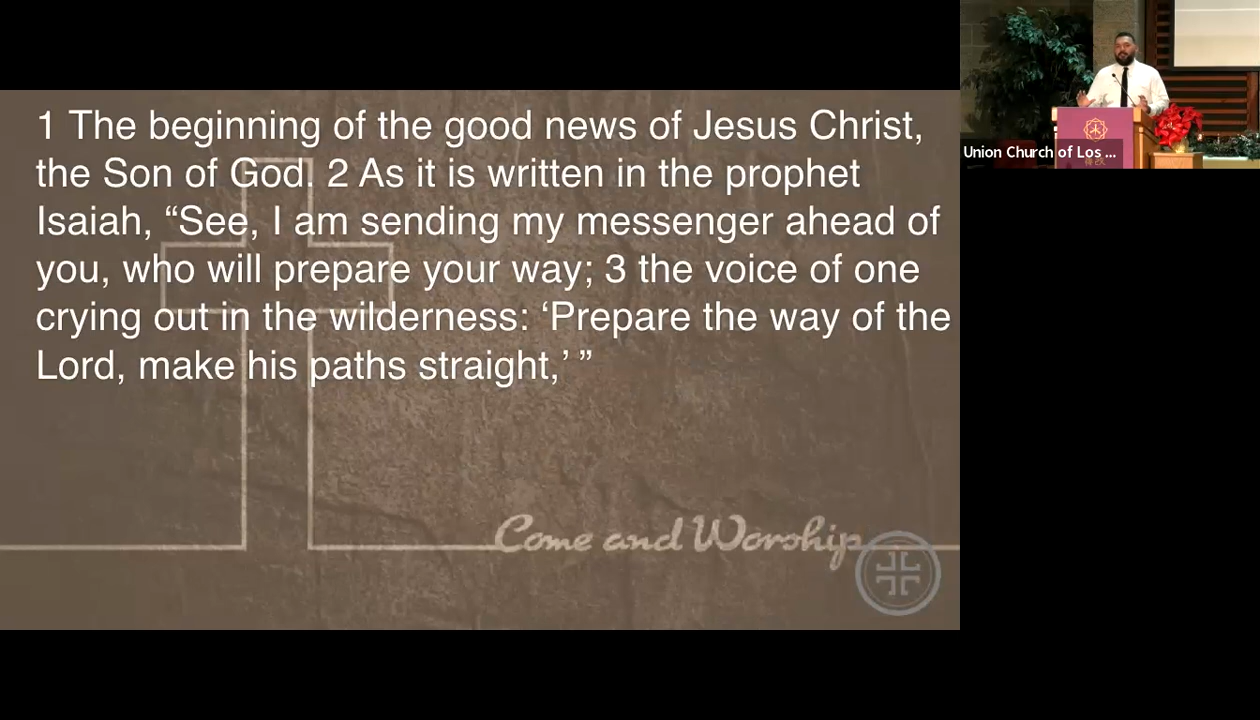 1 The beginning of the good news of Jesus Christ,
the Son of God. 2 As it is written in the prophet
Isaiah, “See, I am sending my messenger ahead of
you, who will prepare your way; 3 the voice of one
crying out in the wilderness: ‘Prepare the way of the
Lord, make his paths straight,’ ”
Come and Worship
Union Church of Los ...